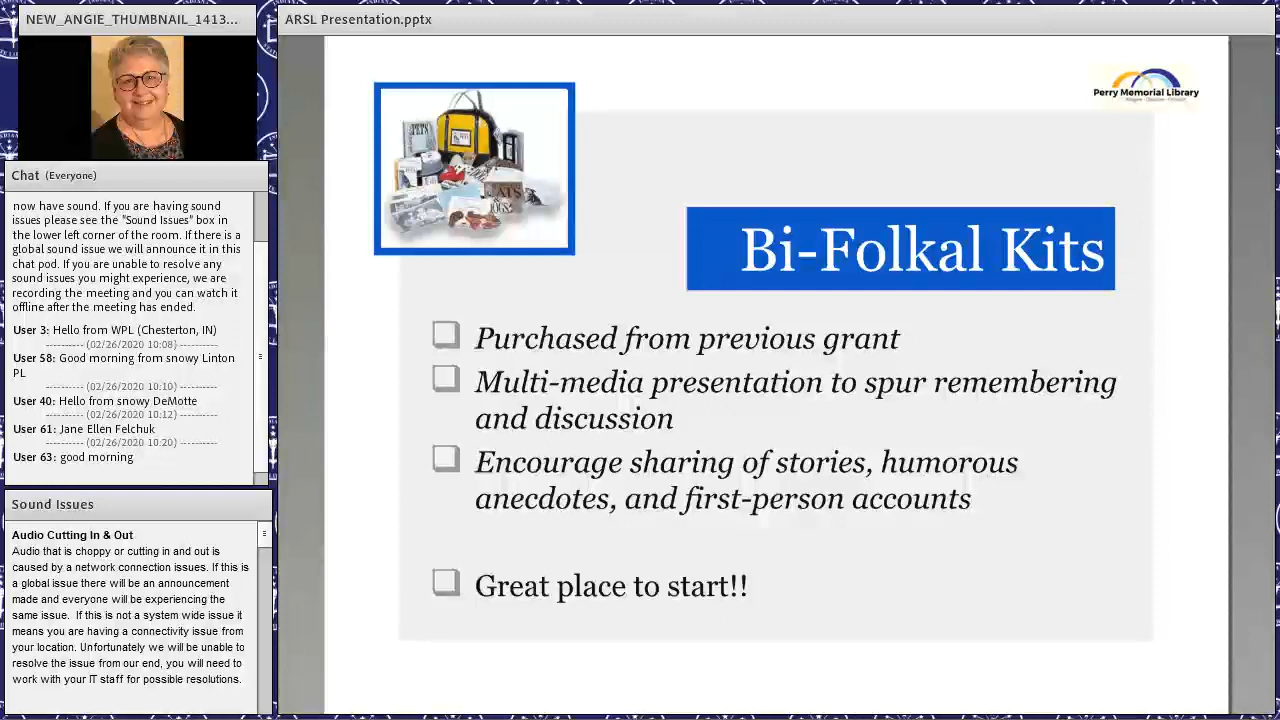 NEW_ANGIE_THUMBNAIL_1413...
ARSL Presentation.pptx
Chat (Everyone)
now have sound. If you are having sound
issues please see the "Sound Issues" box in
the lower left corner of the room. If there is a
global sound issue we will announce it in this
chat pod. If you are unable to resolve any
sound issues you might experience, we are
recording the meeting and you can watch it
offline after the meeting has ended.
User 3: Hello from WPL (Chesterton, IN)
---------- (02/26/2020 10:08) ----------
User 58: Good morning from snowy Linton
PL
---------- (02/26/2020 10:10) ----------
User 40: Hello from snowy DeMotte
---------- (02/26/2020 10:12) ----------
User 61: Jane Ellen Felchuk
---------- (02/26/2020 10:20) ----------
User 63: good morning
Sound Issues
Audio Cutting In & Out
Audio that is choppy or cutting in and out is
caused by a network connection issues. If this is
a global issue there will be an announcement
made and everyone will be experiencing the
same issue.  If this is not a system wide issue it
means you are having a connectivity issue from
your location. Unfortunately we will be unable to
resolve the issue from our end, you will need to
work with your IT staff for possible resolutions.
Perry Memorial Library
PETS
CATS
DOGS
Bi-Folkal Kits
Purchased from previous grant
Multi-media presentation to spur remembering
and discussion
Encourage sharing of stories, humorous
anecdotes, and first-person accounts
Great place to start!!